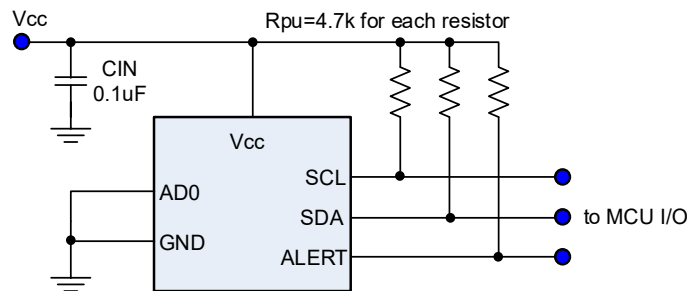 Vcc
Rpu=4.7k for each resistor
CIN
0.1uF
Vcc
SCL
AD0
SDA
to MCU I/O
GND
ALERT